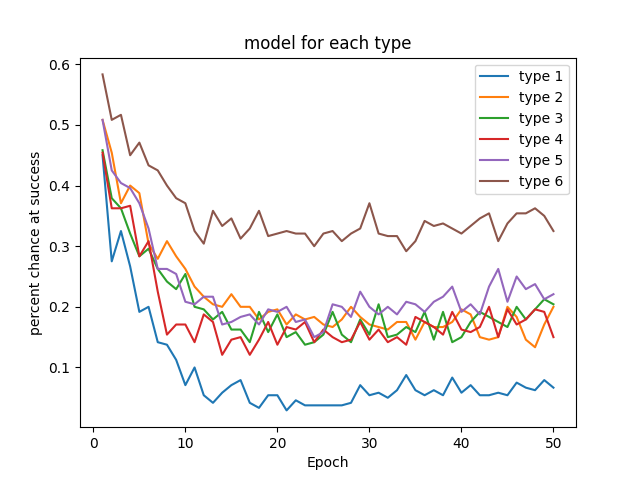 model for each type
percent chance at success
0.6
0.5
0.4
0.3
0.2
0.1
type 1
type 2
type 3
type 4
type 5
type 6
0 10 20 30 40 50
Epoch